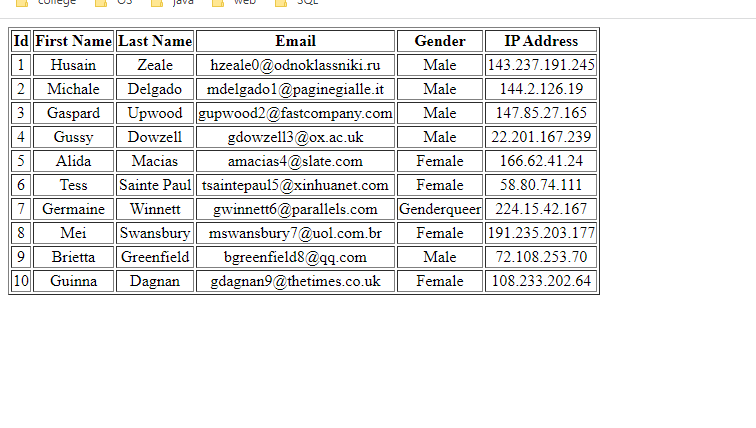 college OS java web SQL
Id First Name Last Name Email Gender IP Address
1 Husain Zeale hzeale0@odnoklassniki.ru Male 143.237.191.245
2 Michale Delgado mdelgado1@paginegialle.it Male 144.2.126.19
3 Gaspard Upwood gupwood2@fastcompany.com Male 147.85.27.165
4 Gussy Dowzell gdowzell3@ox.ac.uk Male 22.201.167.239
5 Alida Macias amacias4@slate.com Female 166.62.41.24
6 Tess Sainte Paul tsaintepaul5@xinhuanet.com Female 58.80.74.111
7 Germaine Winnett gwinnett6@parallels.com Genderqueer 224.15.42.167
8 Mei Swansbury mswansbury7@uol.com.br Female 191.235.203.177
9 Brietta Greenfield bgreenfield8@qq.com Male 72.108.253.70
10 Guinna Dagnan gdagnan9@thetimes.co.uk Female 108.233.202.64